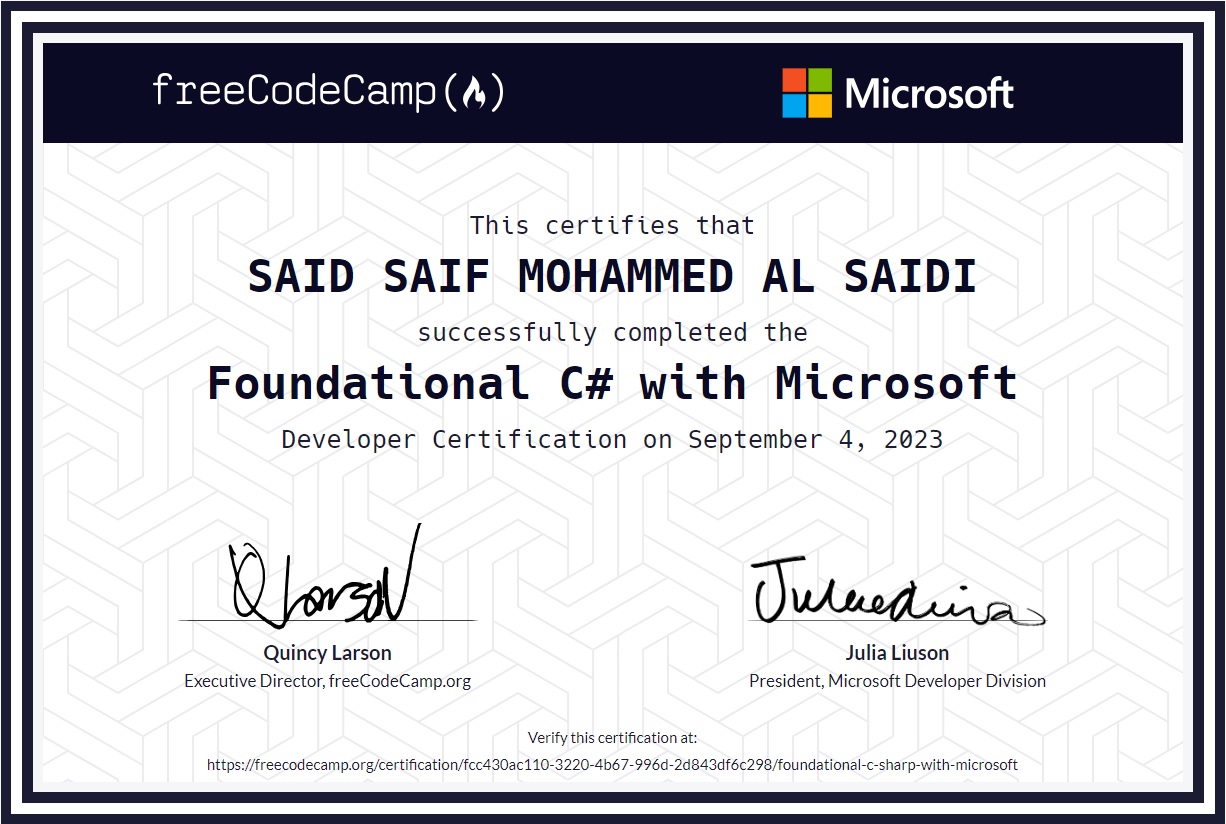 freeCodeCamp
Microsoft
This certifies that
SAID SAIF MOHAMMED AL SAIDI
successfully completed the
Foundational C# with Microsoft
Developer Certification on September 4, 2023
Quincy Larson
Executive Director, freeCodeCamp.org
Julia Liuson
President, Microsoft Developer Division
Verify this certification at:
https://freecodecamp.org/certification/fcc430ac110-3220-4b67-996d-2d843df6c298/foundational-c-sharp-with-microsoft